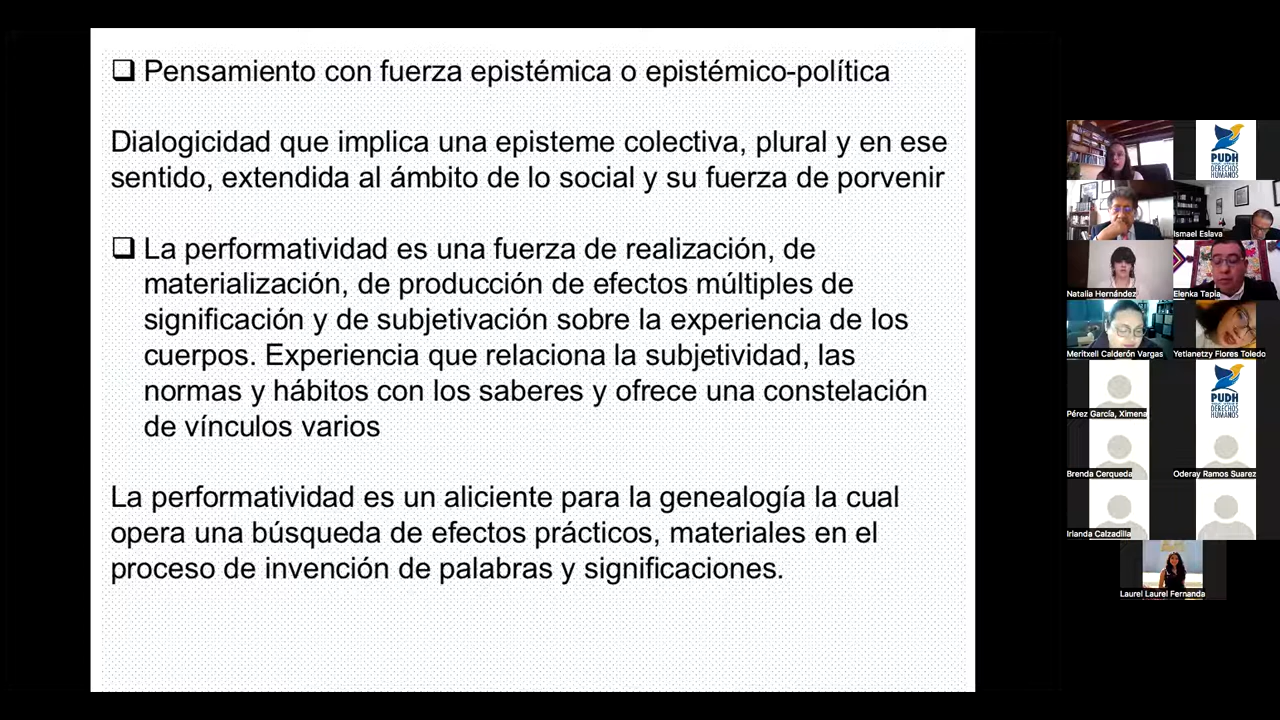 ❑ Pensamiento con fuerza epistémica o epistémico-política
Dialogicidad que implica una episteme colectiva, plural y en ese
sentido, extendida al ámbito de lo social y su fuerza de porvenir
❑ La performatividad es una fuerza de realización, de
materialización, de producción de efectos múltiples de
significación y de subjetivación sobre la experiencia de los
cuerpos. Experiencia que relaciona la subjetividad, las
normas y hábitos con los saberes y ofrece una constelación
de vínculos varios
La performatividad es un aliciente para la genealogía la cual
opera una búsqueda de efectos prácticos, materiales en el
proceso de invención de palabras y significaciones.
PUDH
DERECHOS
HUMANOS
Ismael Eslava
Natalia Hernández
Elenka Tapia
Meritxell Calderón Vargas
Yetlanetzy Flores Toledo
Pérez García, Ximena
PUDH
DERECHOS
HUMANOS
Brenda Cerqueda
Oderay Ramos Suarez
Irlanda Calzadilla
Laurel Laurel Fernanda